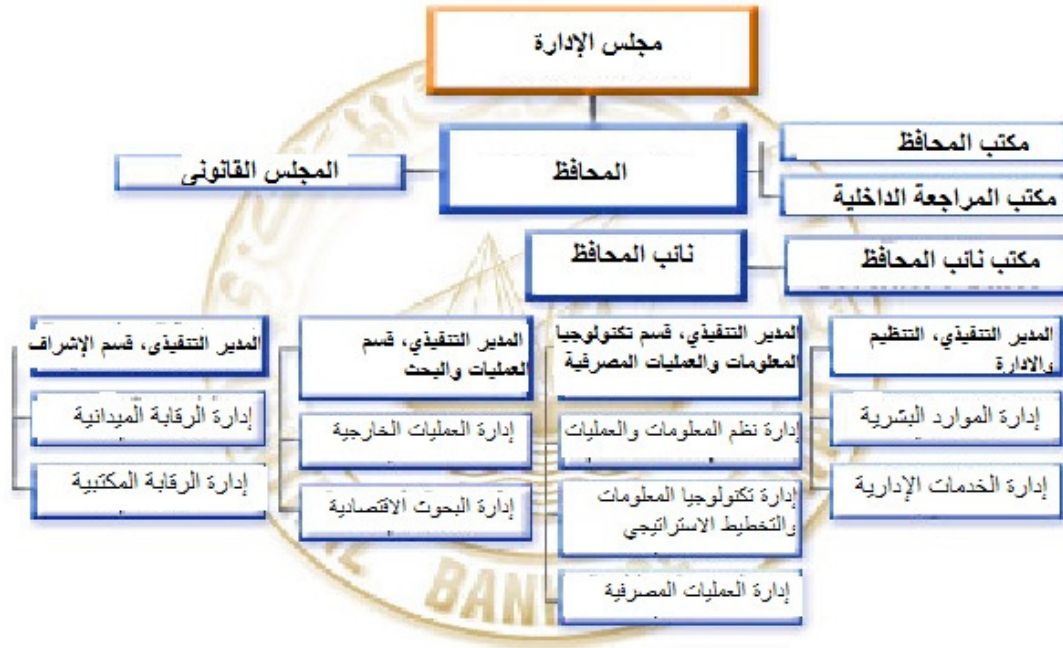 مجلس الإدارة
المحافظ
مكتب المحافظ
المجلس القانوني
مكتب المراجعة الداخلية
نائب المحافظ
مكتب نائب المحافظ
المدير التنفيذي، التنظيم
والادارة
إدارة الموارد البشرية
إدارة الخدمات الإدارية
المدير التنفيذي، قسم تكنولوجيا
المعلومات والعمليات المصرفية
إدارة نظم المعلومات والعمليات
إدارة تكنولوجيا المعلومات
والتخطيط الاستراتيجي
إدارة العمليات المصرفية
المدير التنفيذي، قسم
العمليات والبحث
إدارة العمليات الخارجية
إدارة البحوث الاقتصادية
المدير التنفيذي، قسم الإشراف
إدارة الرقابة الميدانية
إدارة الرقابة المكتبية